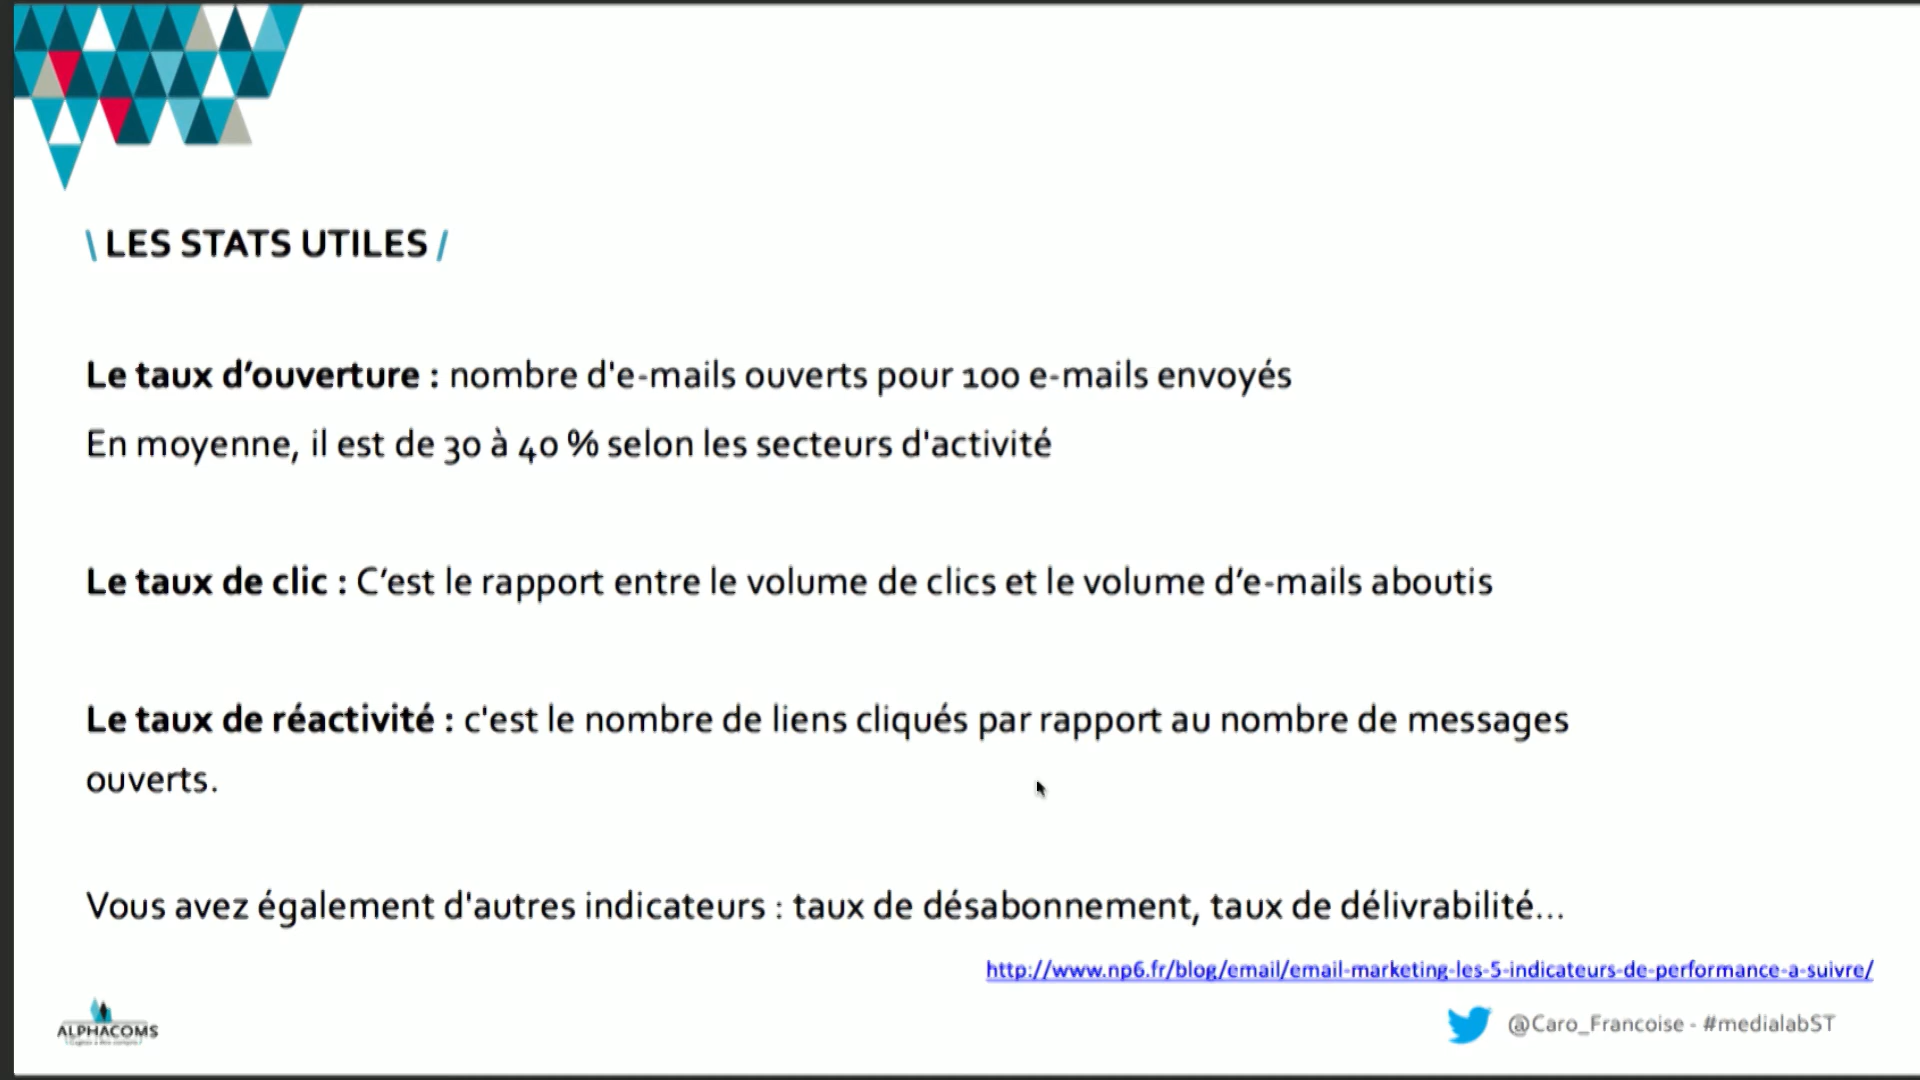 \ LES STATS UTILES /
Le taux d’ouverture : nombre d'e-mails ouverts pour 100 e-mails envoyés
En moyenne, il est de 30 à 40 % selon les secteurs d'activité
Le taux de clic : C’est le rapport entre le volume de clics et le volume d’e-mails aboutis
Le taux de réactivité : c'est le nombre de liens cliqués par rapport au nombre de messages
ouverts.
Vous avez également d'autres indicateurs : taux de désabonnement, taux de délivrabilité...
http://www.np6.fr/blog/email/email-marketing-les-5-indicateurs-de-performance-a-suivre/
ALPHACOMS
@Caro_Francoise - #medialabST